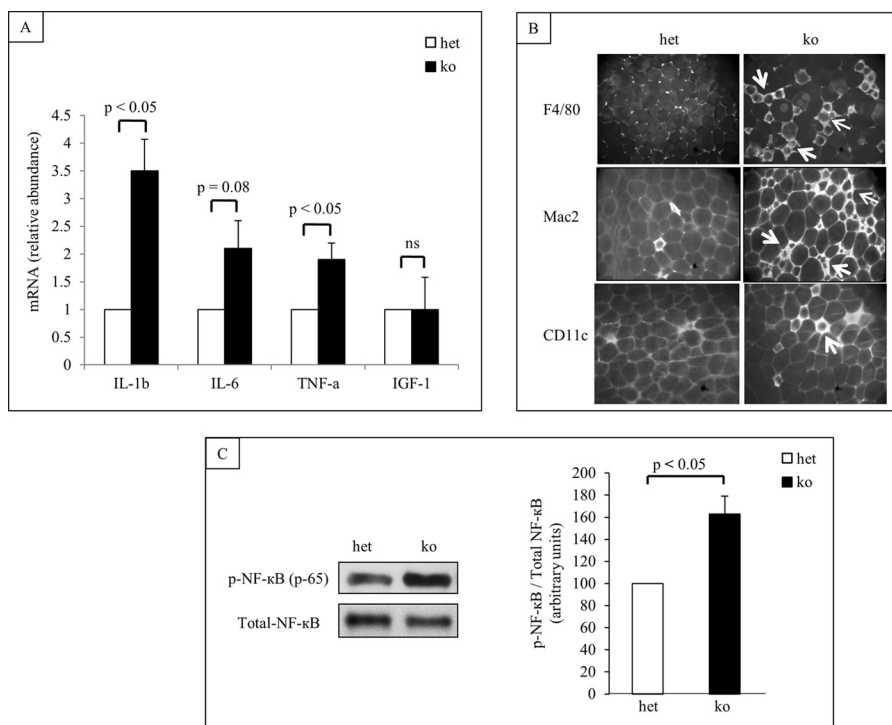 A
het
ko
p < 0.05
p = 0.08
p < 0.05
ns
mRNA (relative abundance)
4.5
4
3.5
3
2.5
2
1
0.5
0
IL-1b IL-6 TNF-a IGF-1
B
het ko
F4/80
Mac2
CD11c
C
het ko
p-NF-κB (p-65)
Total-NF-κB
het
ko
p < 0.05
p-NF-κB / Total NF-κB
(arbitrary units)
200
180
160
140
120
100
80
60
40
20
0
het ko